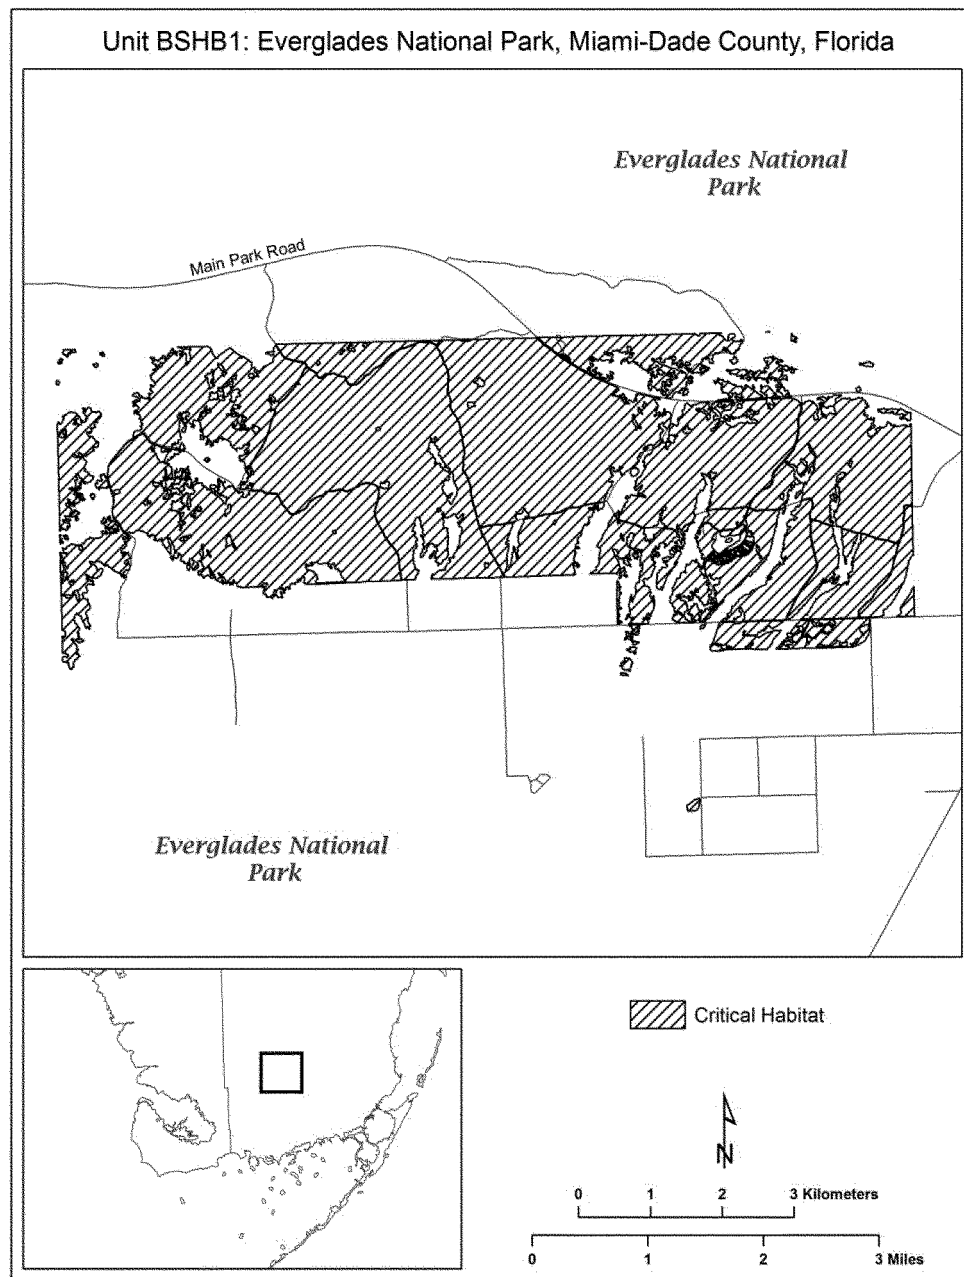 Unit BSHB1: Everglades National Park, Miami-Dade County, Florida
Everglades National
Park
Main Park Road
Everglades National
Park
Critical Habitat
N
0 1 2 3 Kilometers
0 1 2 3 Miles